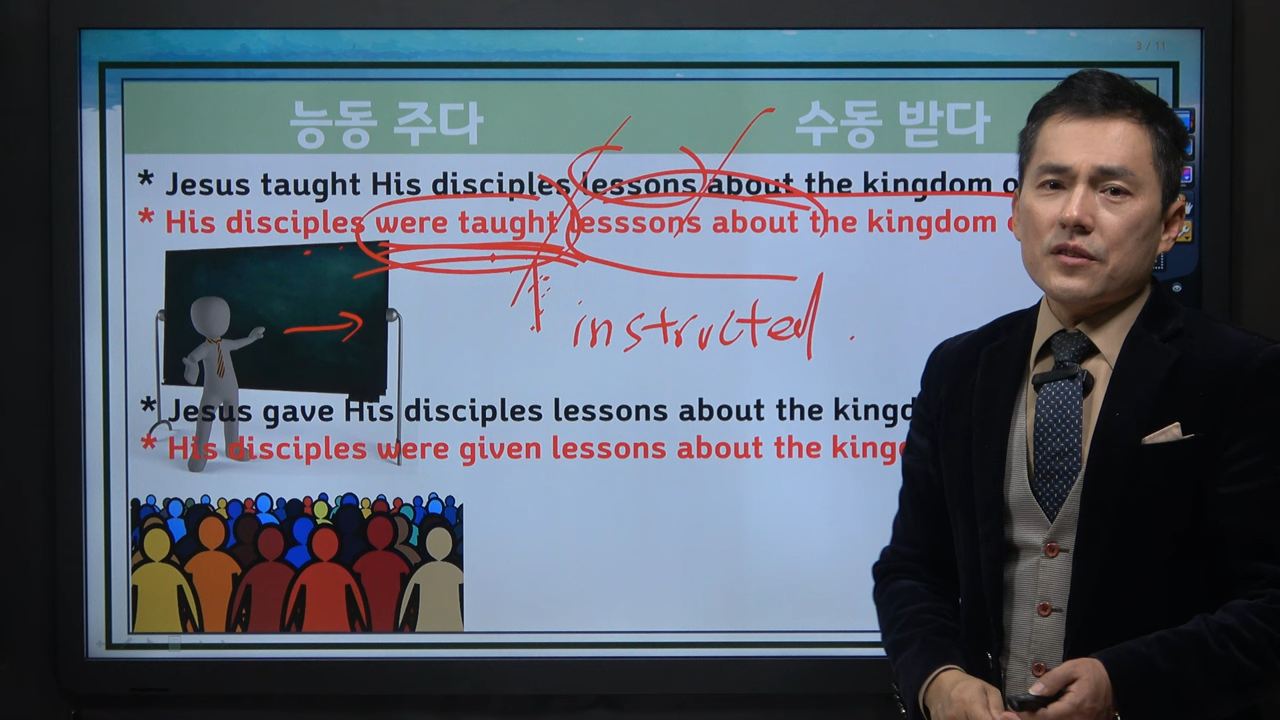 3 / 11
능동 주다 수동 받다
* Jesus taught His disciples lessons about the kingdom
* His disciples were taught lesssons about the kingdom
instructed.
* Jesus gave His disciples lessons about the
* His disciples were given lessons about the